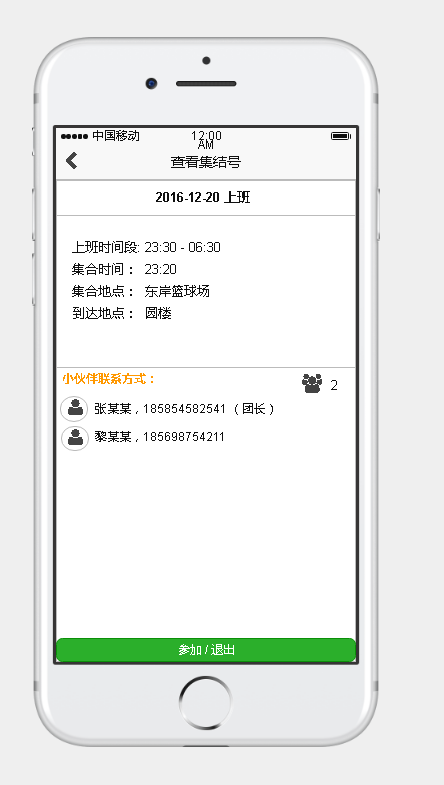 中国移动 12:00 AM
查看集结号
2016-12-20 上班
上班时间段: 23:30 - 06:30
集合时间： 23:20
集合地点： 东岸篮球场
到达地点： 圆楼
小伙伴联系方式： 2
张某某，185854582541 （团长）
黎某某，185698754211
参加 / 退出